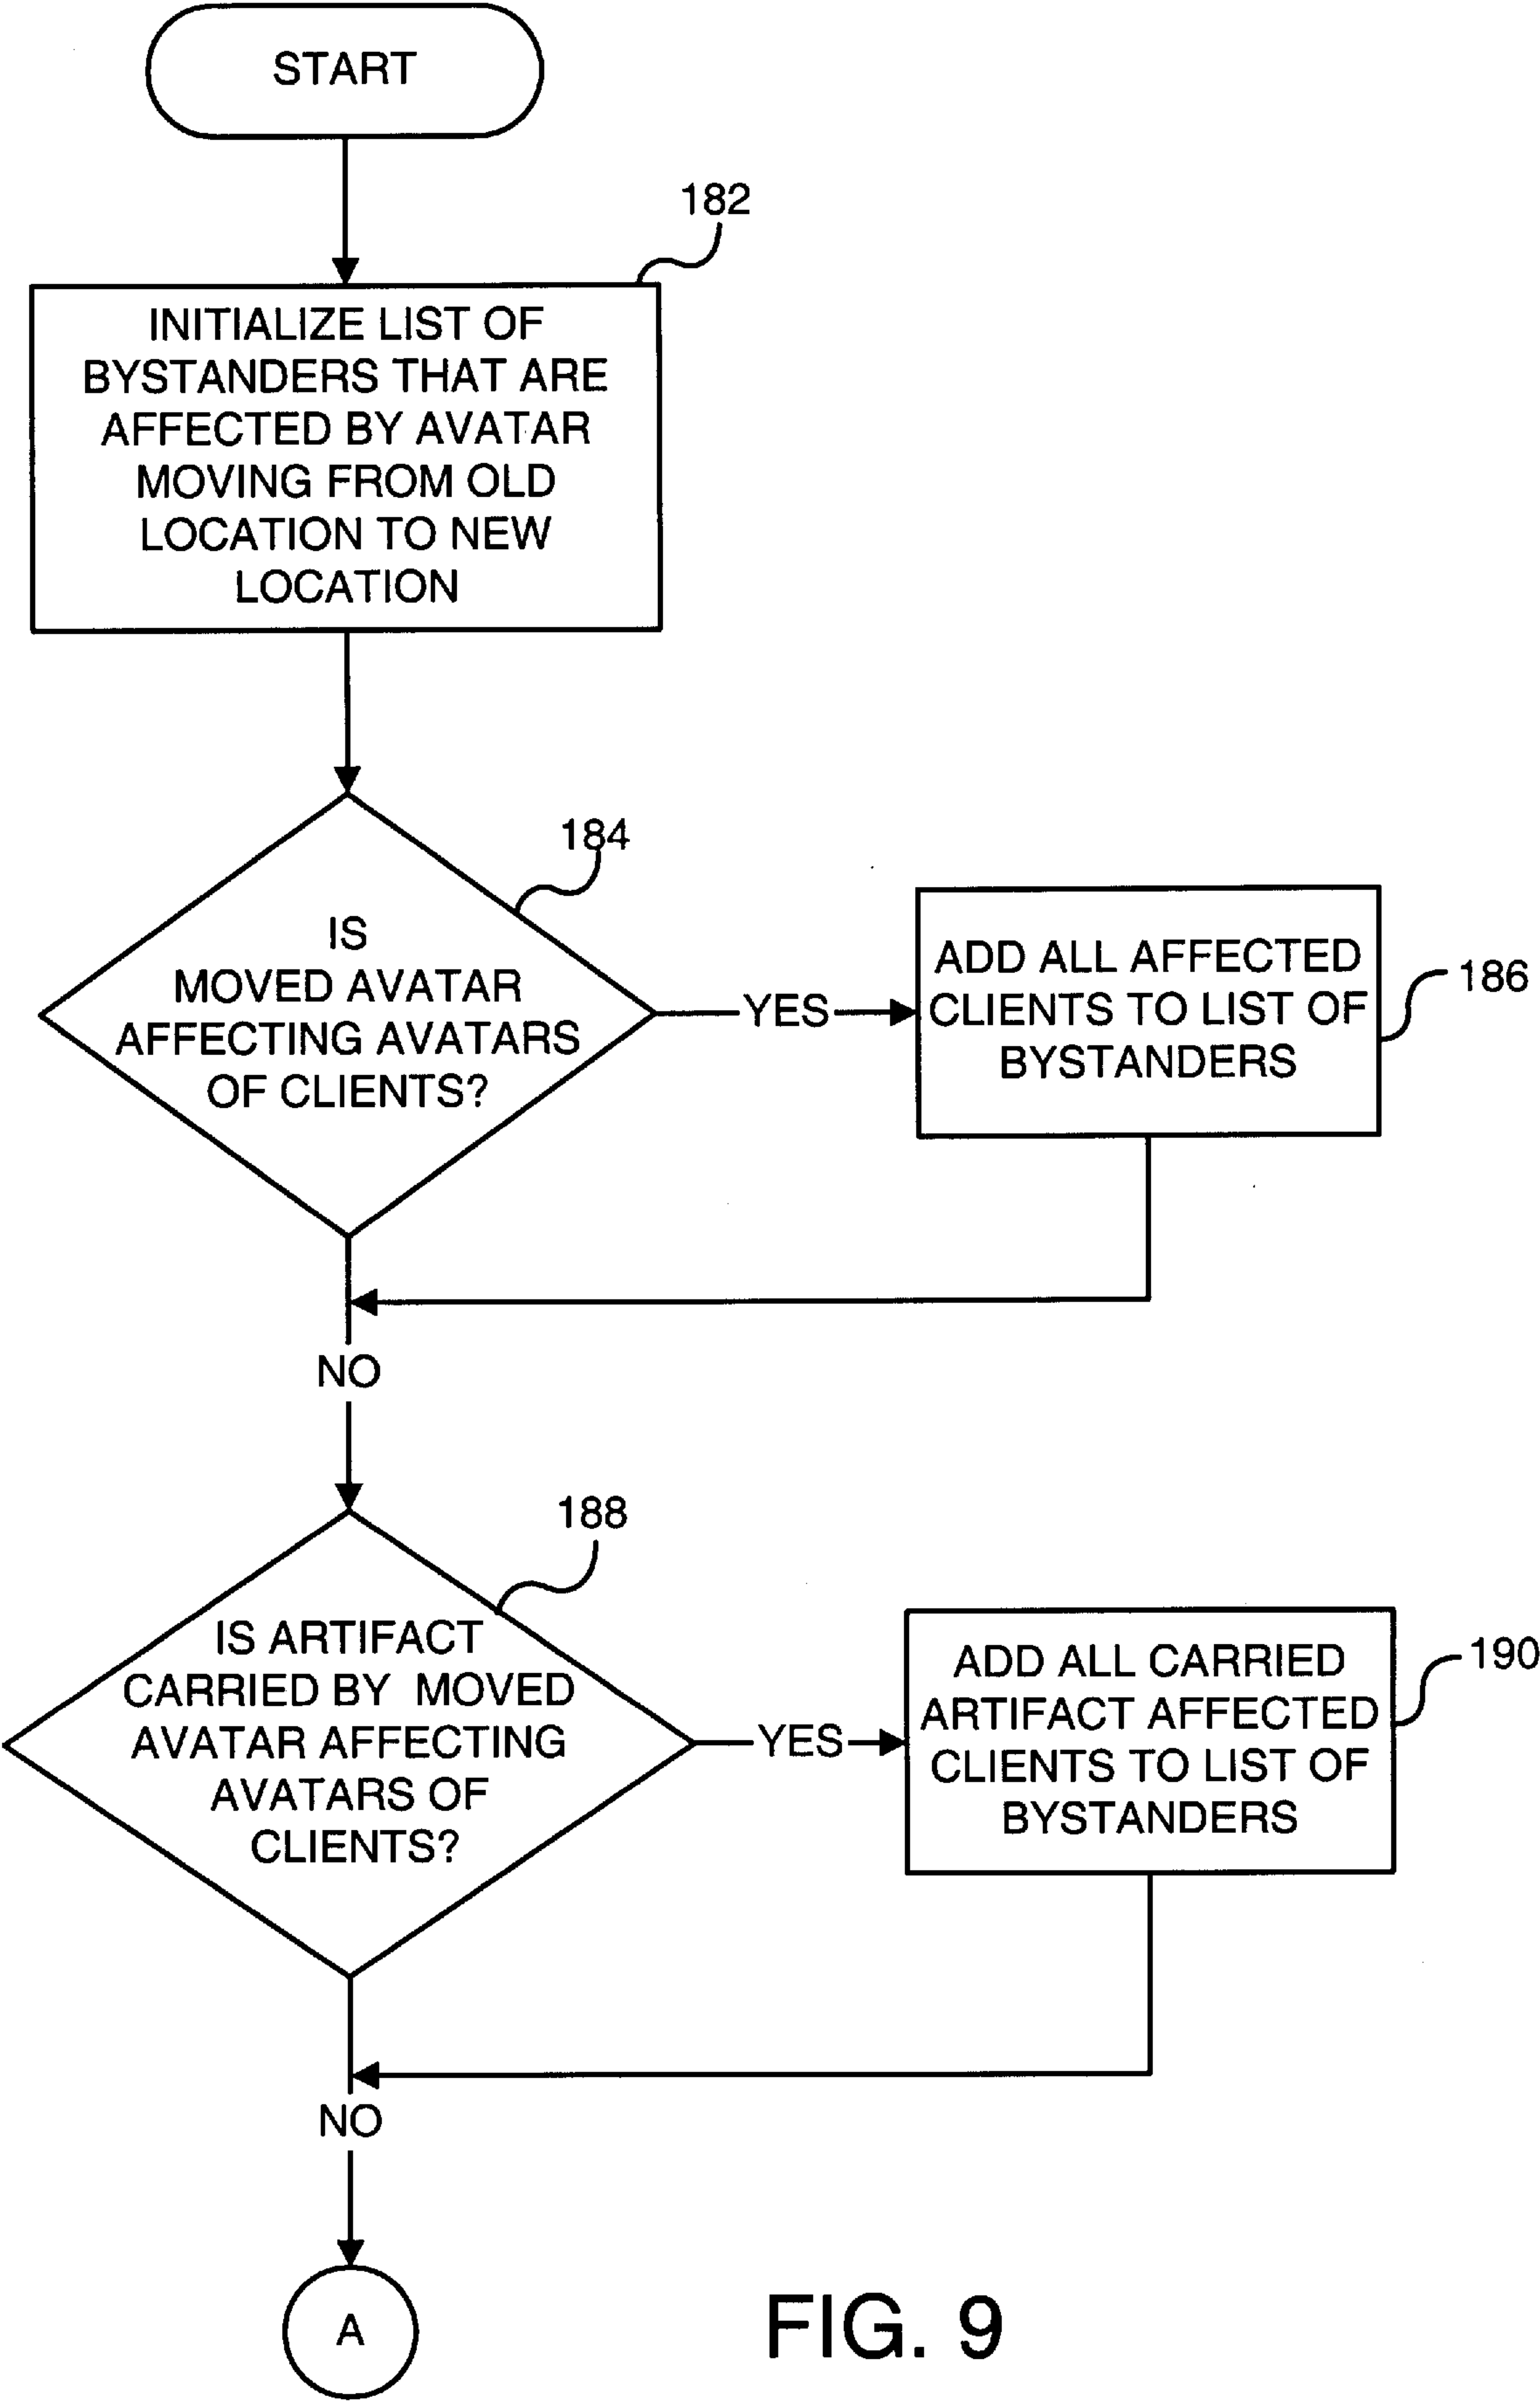 START
182
INITIALIZE LIST OF
BYSTANDERS THAT ARE
AFFECTED BY AVATAR
MOVING FROM OLD
LOCATION TO NEW
LOCATION
184
IS
MOVED AVATAR
AFFECTING AVATARS
OF CLIENTS?
YES
ADD ALL AFFECTED
CLIENTS TO LIST OF
BYSTANDERS
186
NO
188
IS ARTIFACT
CARRIED BY MOVED
AVATAR AFFECTING
AVATARS OF
CLIENTS?
YES
ADD ALL CARRIED
ARTIFACT AFFECTED
CLIENTS TO LIST OF
BYSTANDERS
190
NO
A
FIG. 9